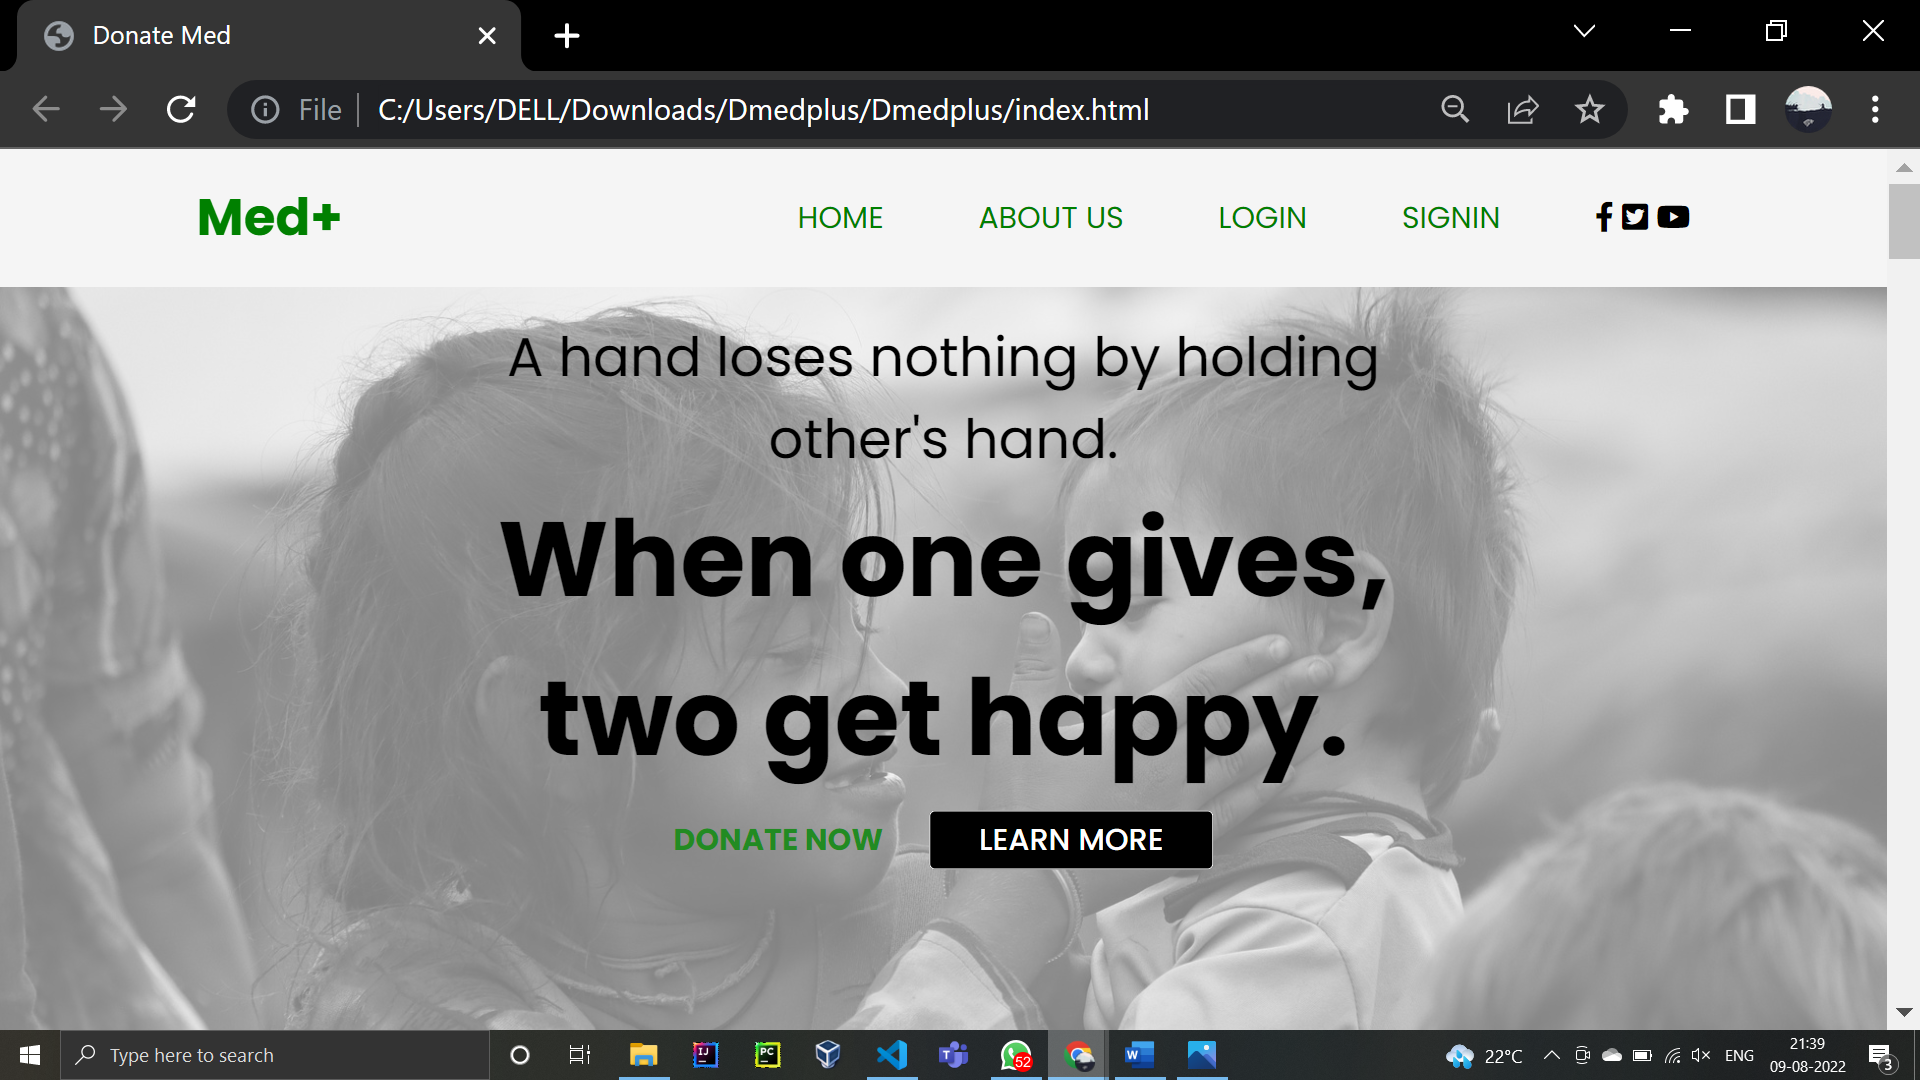 Donate Med
File
C:/Users/DELL/Downloads/Dmedplus/Dmedplus/index.html
Med+
HOME
ABOUT US
LOGIN
SIGNIN
A hand loses nothing by holding
other's hand.
When one gives,
two get happy.
DONATE NOW
LEARN MORE
Type here to search
IJ
PC
T
52
W
22°C
ENG
21:39
09-08-2022
3